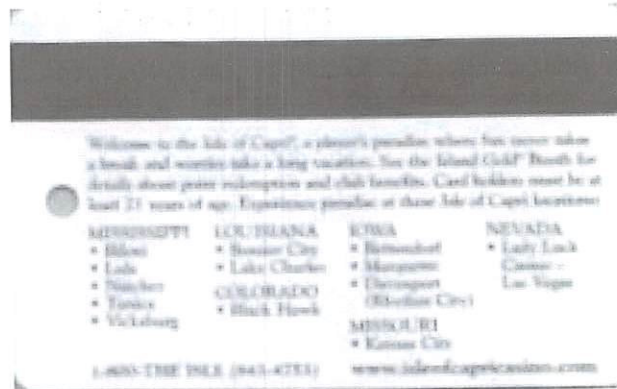 Welcome to the Isle of Capri®, a player's paradise where fun never takes
a break and worries take a long vacation. See the Island Gold® Booth for
details about point redemption and club benefits. Card holders must be at
least 21 years of age. Experience paradise at these Isle of Capri locations:
MISSISSIPPI
• Biloxi
• Lula
• Natchez
• Tunica
• Vicksburg
LOUISIANA
• Bossier City
• Lake Charles
COLORADO
• Black Hawk
IOWA
• Bettendorf
• Marquette
• Davenport
(Rhythm City)
MISSOURI
• Kansas City
NEVADA
• Lady Luck
Casino –
Las Vegas
1-800-THE ISLE (843-4753)
www.isleofcapricasino.com